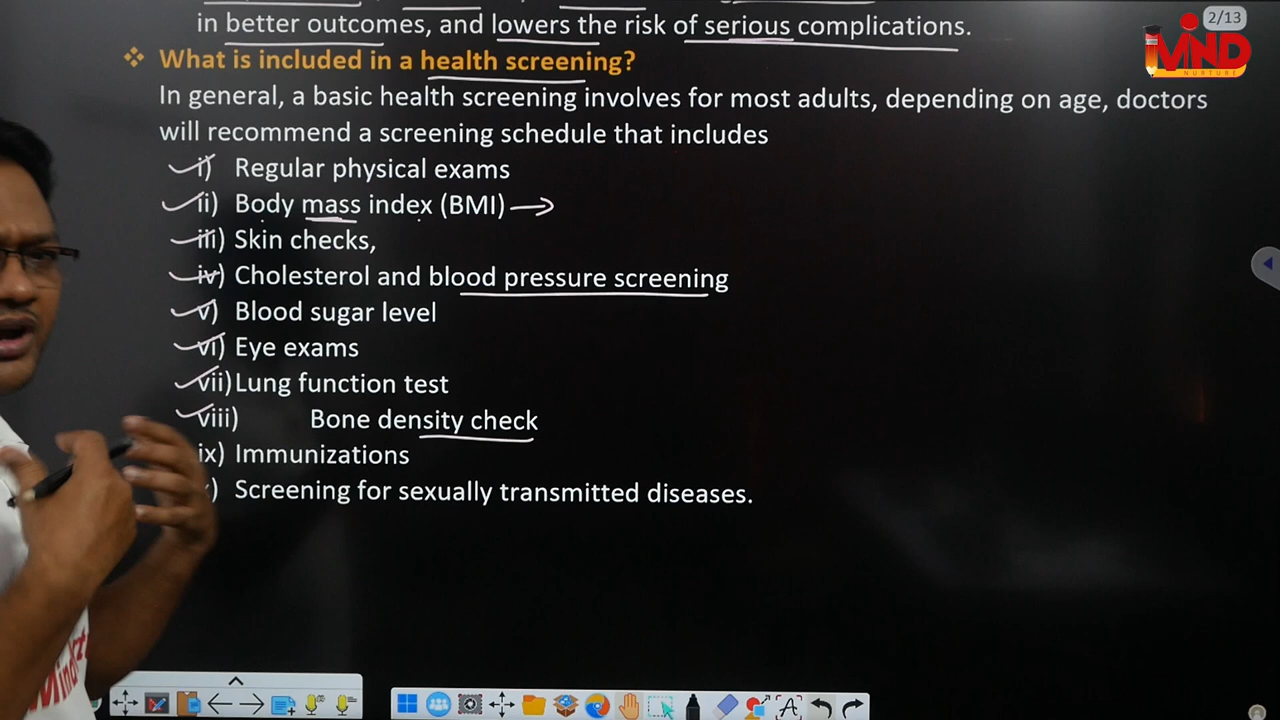 2/13
in better outcomes, and lowers the risk of serious complications.
MIND
NURTURE
❖ What is included in a health screening?
In general, a basic health screening involves for most adults, depending on age, doctors
will recommend a screening schedule that includes
i) Regular physical exams
ii) Body mass index (BMI)
iii) Skin checks,
iv) Cholesterol and blood pressure screening
v) Blood sugar level
vi) Eye exams
vii) Lung function test
viii) Bone density check
ix) Immunizations
) Screening for sexually transmitted diseases.